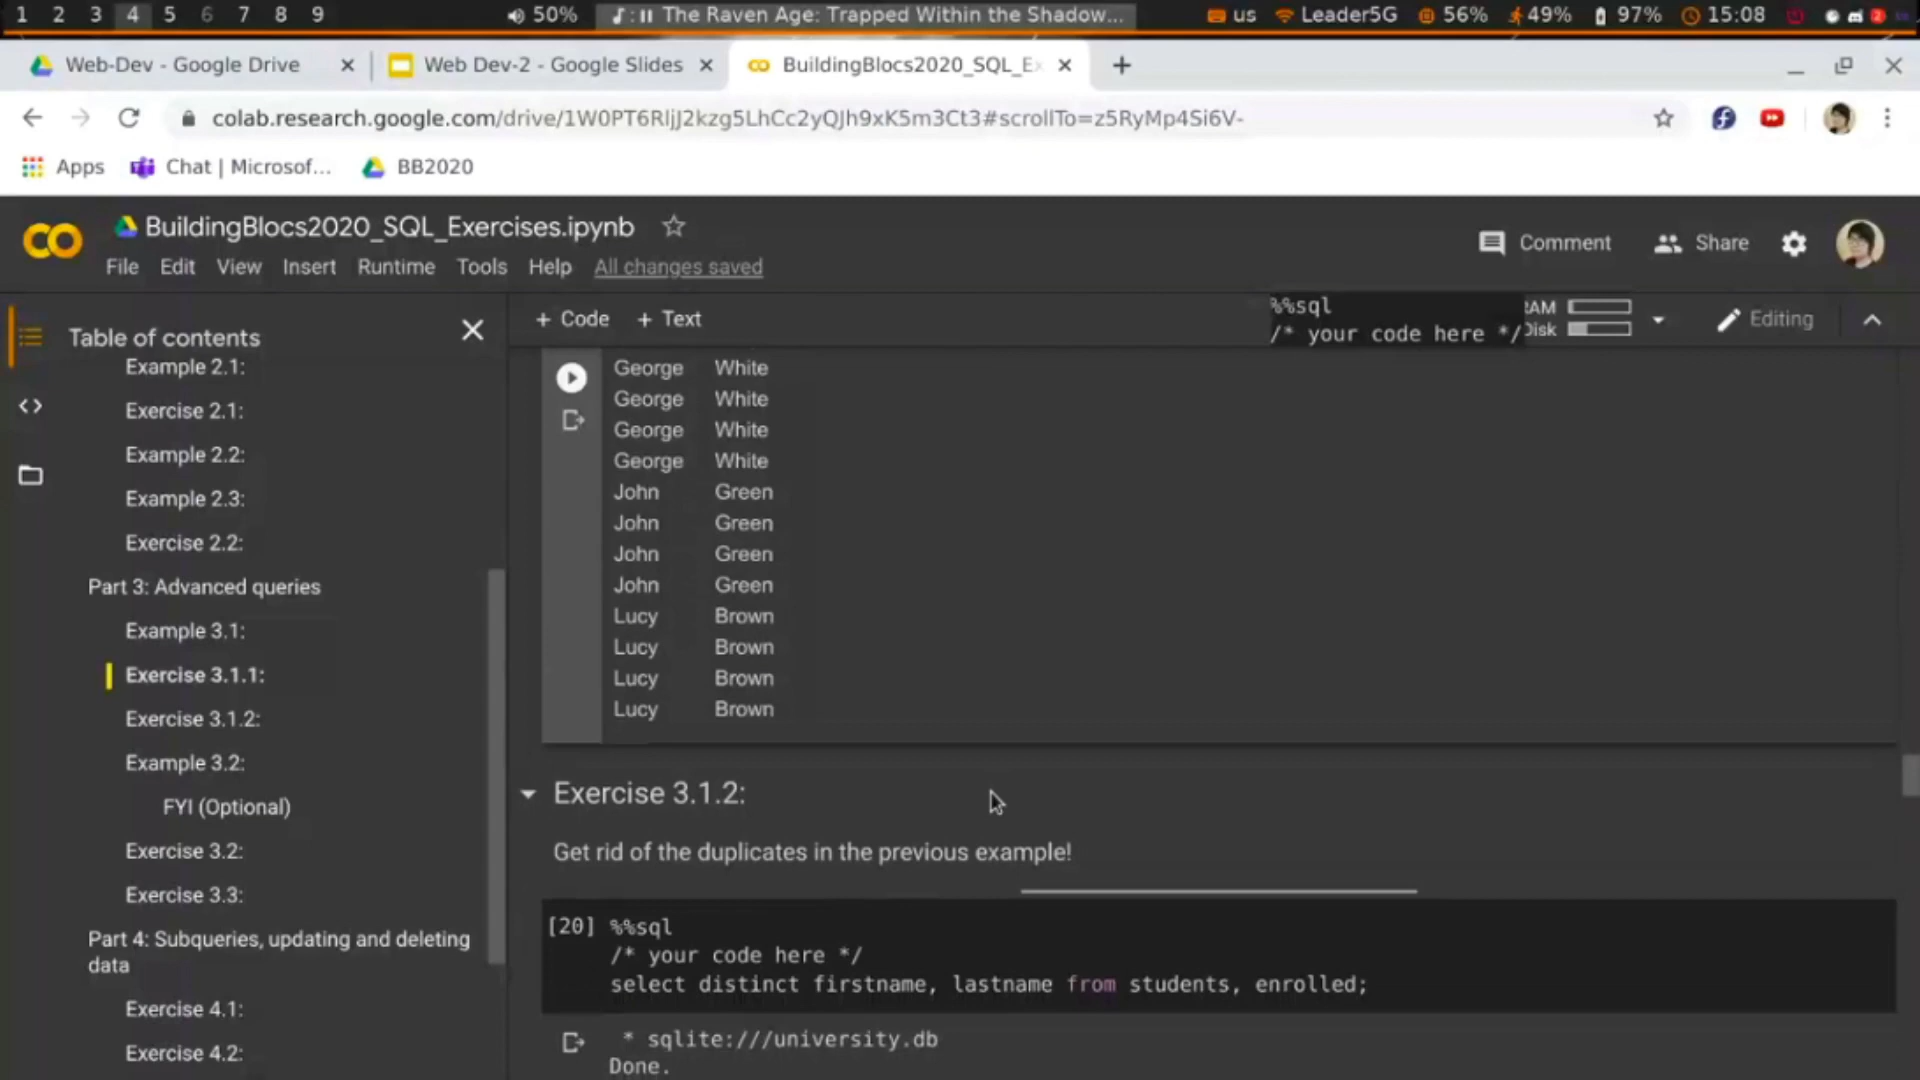 1 2 3 4 5 6 7 8 9 50% The Raven Age: Trapped Within the Shadow... us Leader5G 56% 49% 97% 15:08
Web-Dev - Google Drive Web Dev-2 - Google Slides BuildingBlocs2020_SQL_Ex
colab.research.google.com/drive/1W0PT6RljJ2kzg5LhCc2yQJh9xK5m3Ct3#scrollTo=z5RyMp4Si6V-
Apps Chat | Microsof... BB2020
BuildingBlocs2020_SQL_Exercises.ipynb
Comment Share
File Edit View Insert Runtime Tools Help All changes saved
Table of contents
+ Code + Text
%%sql
/* your code here */
RAM
Disk
Editing
Example 2.1:
Exercise 2.1:
Example 2.2:
Example 2.3:
Exercise 2.2:
Part 3: Advanced queries
Example 3.1:
Exercise 3.1.1:
Exercise 3.1.2:
Example 3.2:
FYI (Optional)
Exercise 3.2:
Exercise 3.3:
Part 4: Subqueries, updating and deleting
data
Exercise 4.1:
Exercise 4.2:
George White
George White
George White
George White
John Green
John Green
John Green
John Green
Lucy Brown
Lucy Brown
Lucy Brown
Lucy Brown
Exercise 3.1.2:
Get rid of the duplicates in the previous example!
[20] %%sql
/* your code here */
select distinct firstname, lastname from students, enrolled;
* sqlite:///university.db
Done.